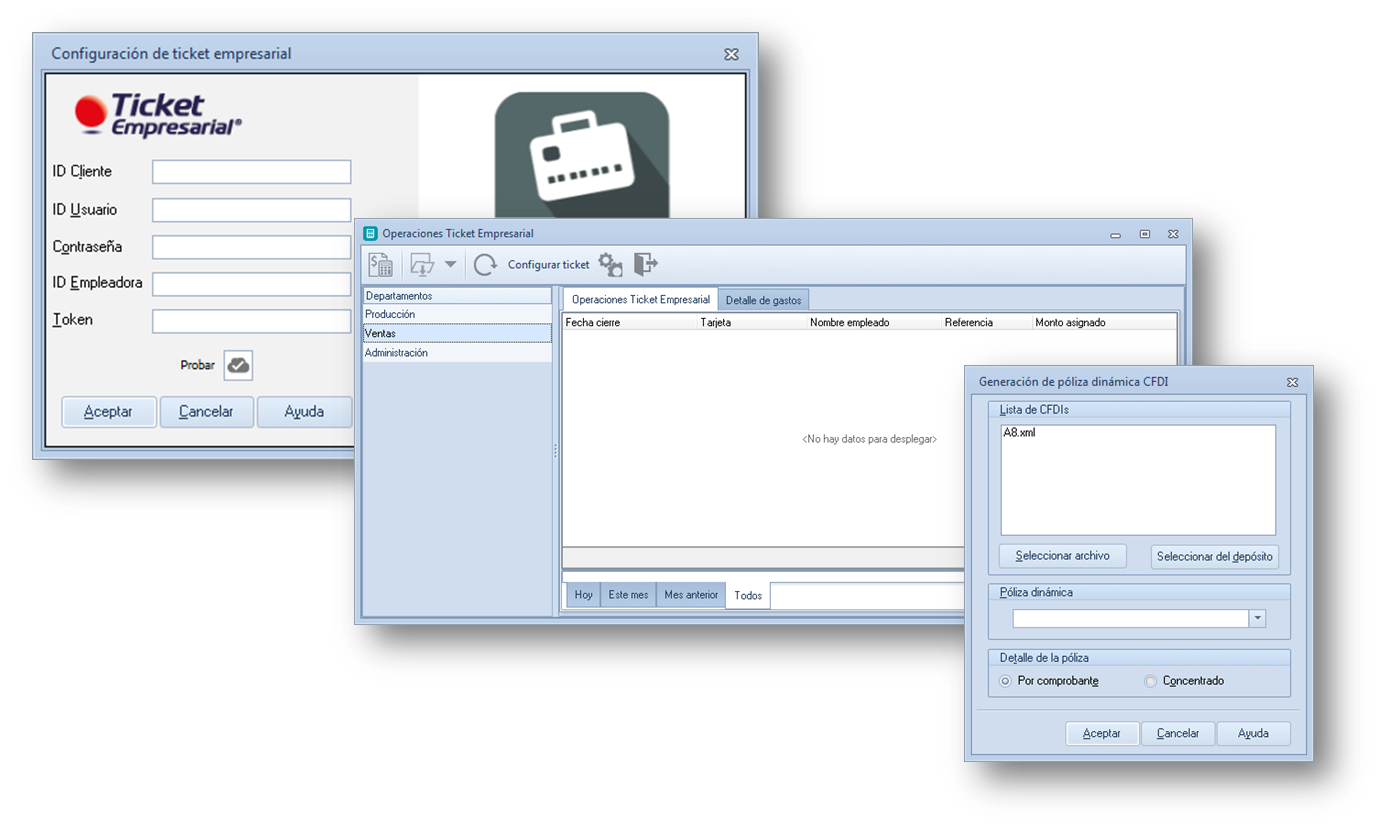 Configuración de ticket empresarial
Ticket
Empresarial®
ID Cliente
ID Usuario
Contraseña
ID Empleadora
Token
Probar
Aceptar
Cancelar
Ayuda
Operaciones Ticket Empresarial
Configurar ticket
Departamentos
Producción
Ventas
Administración
Operaciones Ticket Empresarial
Detalle de gastos
Fecha cierre
Tarjeta
Nombre empleado
Referencia
Monto asignado
<No hay datos para desplegar>
Hoy
Este mes
Mes anterior
Todos
Generación de póliza dinámica CFDI
Lista de CFDIs
A8.xml
Seleccionar archivo
Seleccionar del depósito
Póliza dinámica
Detalle de la póliza
Por comprobante
Concentrado
Aceptar
Cancelar
Ayuda